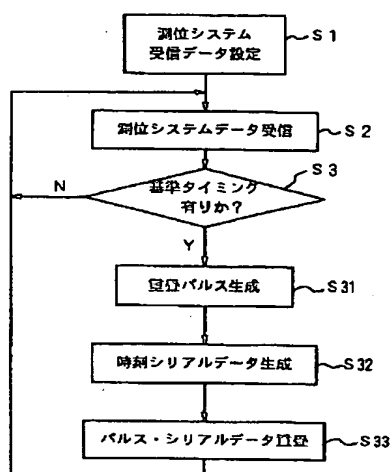 測位システム
受信データ設定
S1
測位システムデータ受信
S2
基準タイミング
有りか?
S3
N
Y
重畳パルス生成
S31
時刻シリアルデータ生成
S32
パルス・シリアルデータ重畳
S33